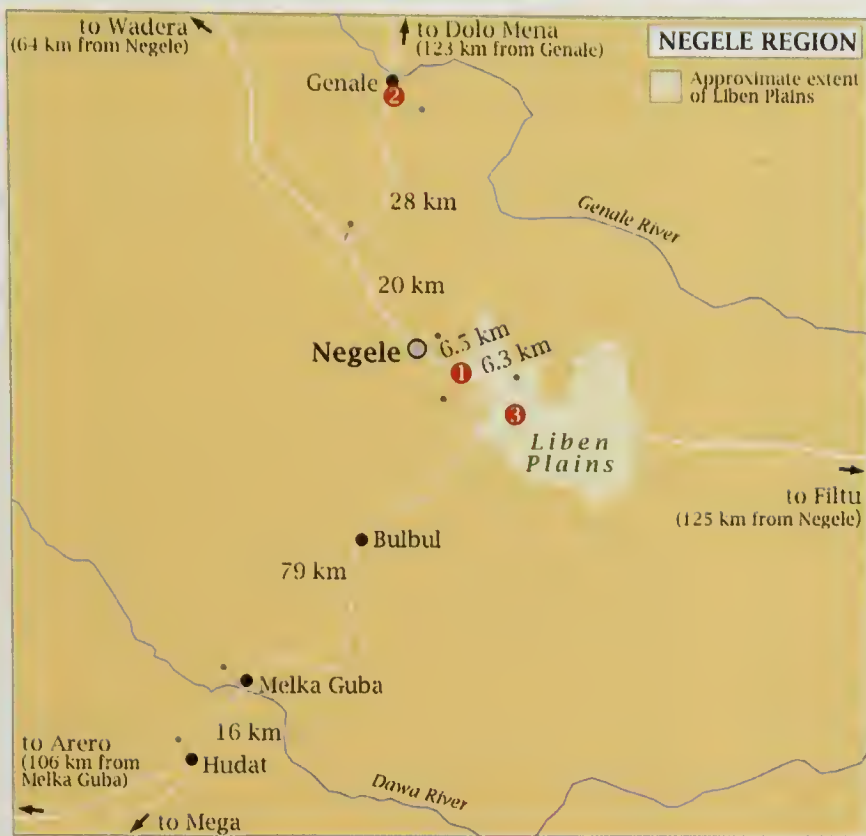 to Wadera
(64 km from Negele)
to Dolo Mena
(123 km from Genale)
NEGELE REGION
Approximate extent
of Liben Plains
Genale
2
28 km
Genale River
20 km
Negele
6.5 km
6.3 km
1
3
Liben
Plains
to Filtu
(125 km from Negele)
Bulbul
79 km
Melka Guba
16 km
to Arero
(106 km from
Melka Guba)
Hudat
Dawa River
to Mega